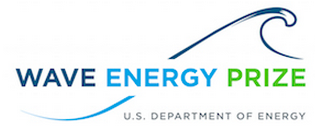 WAVE ENERGY PRIZE
U.S. DEPARTMENT OF ENERGY